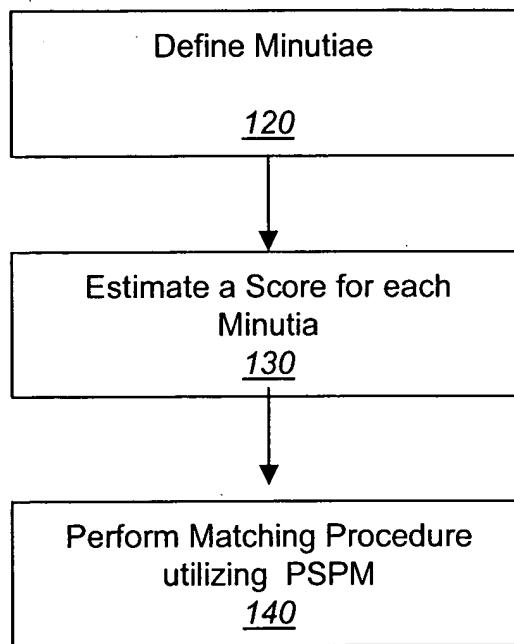 Define Minutiae
120
Estimate a Score for each
Minutia
130
Perform Matching Procedure
utilizing PSPM
140